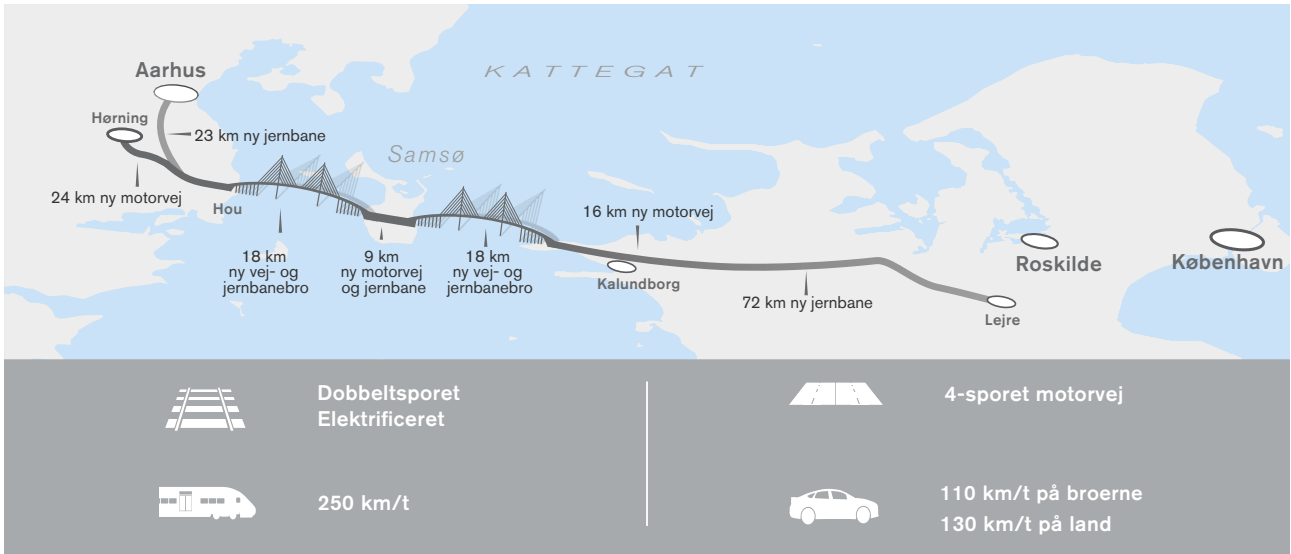 KATTEGAT
Aarhus
Hørning
23 km ny jernbane
Samsø
24 km ny motorvej
Hou
18 km
ny vej- og
jernbanebro
9 km
ny motorvej
og jernbane
18 km
ny vej- og
jernbanebro
16 km ny motorvej
Kalundborg
72 km ny jernbane
Lejre
Roskilde
København
Dobbeltsporet
Elektrificeret
4-sporet motorvej
250 km/t
110 km/t på broerne
130 km/t på land